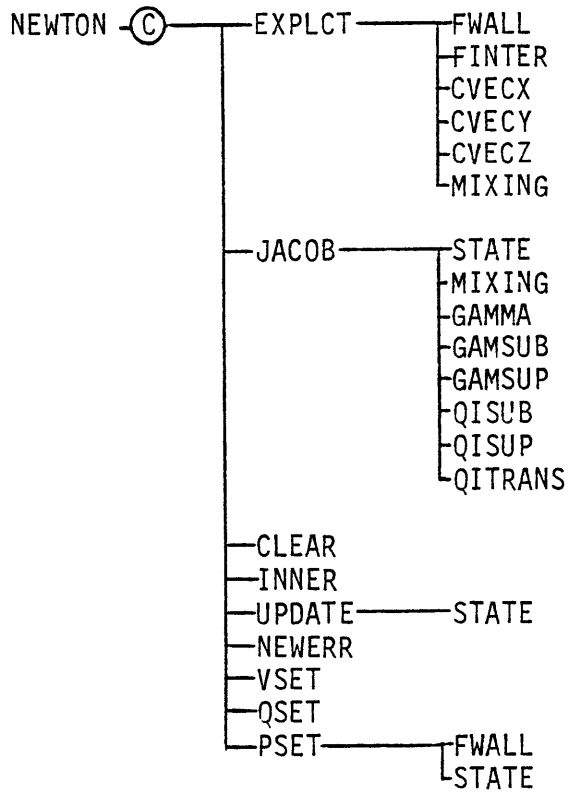 NEWTON C EXPLCT FWALL
FINTER
CVECX
CVECY
CVECZ
MIXING
JACOB STATE
MIXING
GAMMA
GAMSUB
GAMSUP
QISUB
QISUP
QITRANS
CLEAR
INNER
UPDATE STATE
NEWERR
VSET
QSET
PSET FWALL
STATE